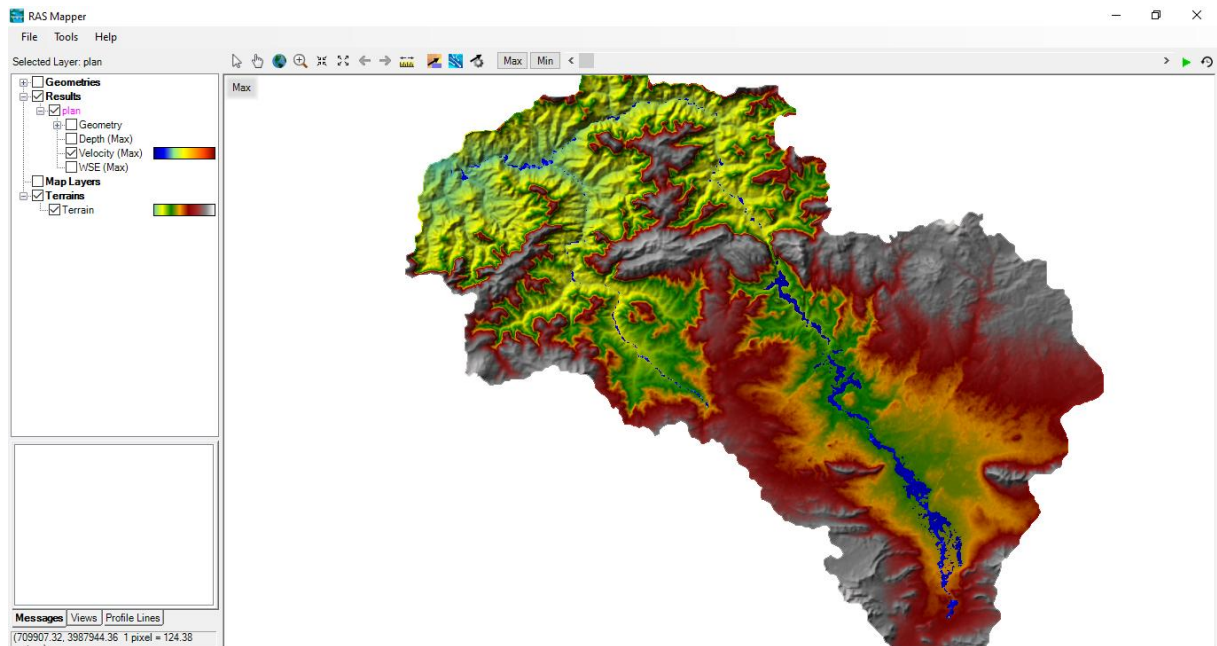 RAS Mapper
File Tools Help
Selected Layer: plan
Max Min
Max
Geometries
Results
plan
Geometry
Depth (Max)
Velocity (Max)
WSE (Max)
Map Layers
Terrains
Terrain
Messages Views Profile Lines
(709907.32, 3987944.36 1 pixel = 124.38